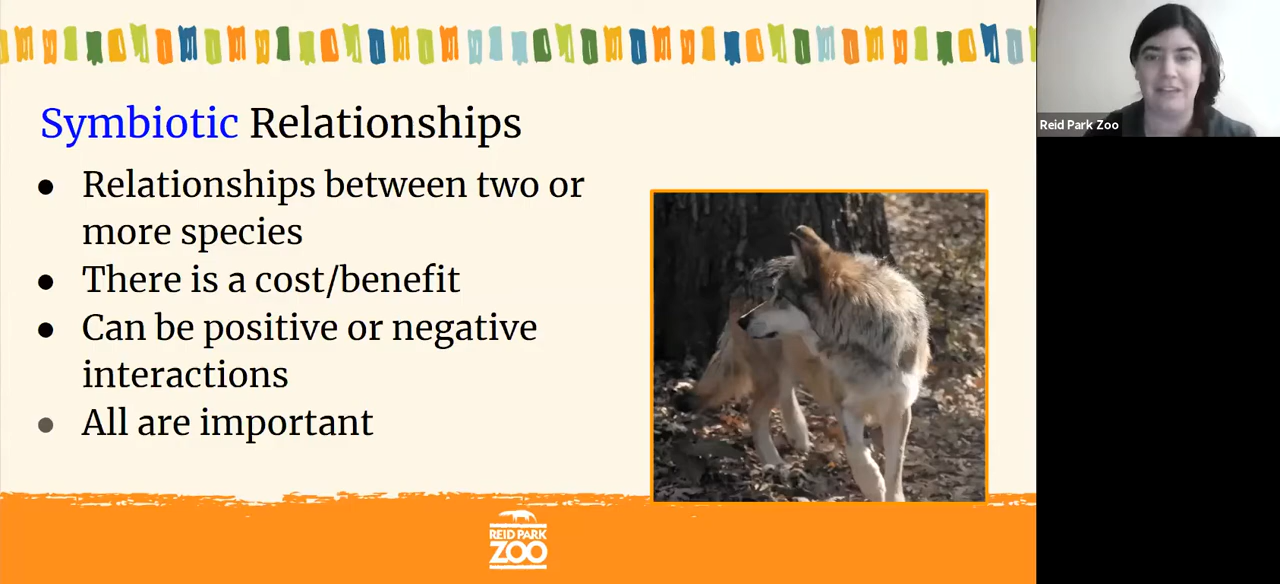 Symbiotic Relationships
● Relationships between two or
more species
● There is a cost/benefit
● Can be positive or negative
interactions
● All are important
REID PARK
ZOO
Reid Park Zoo